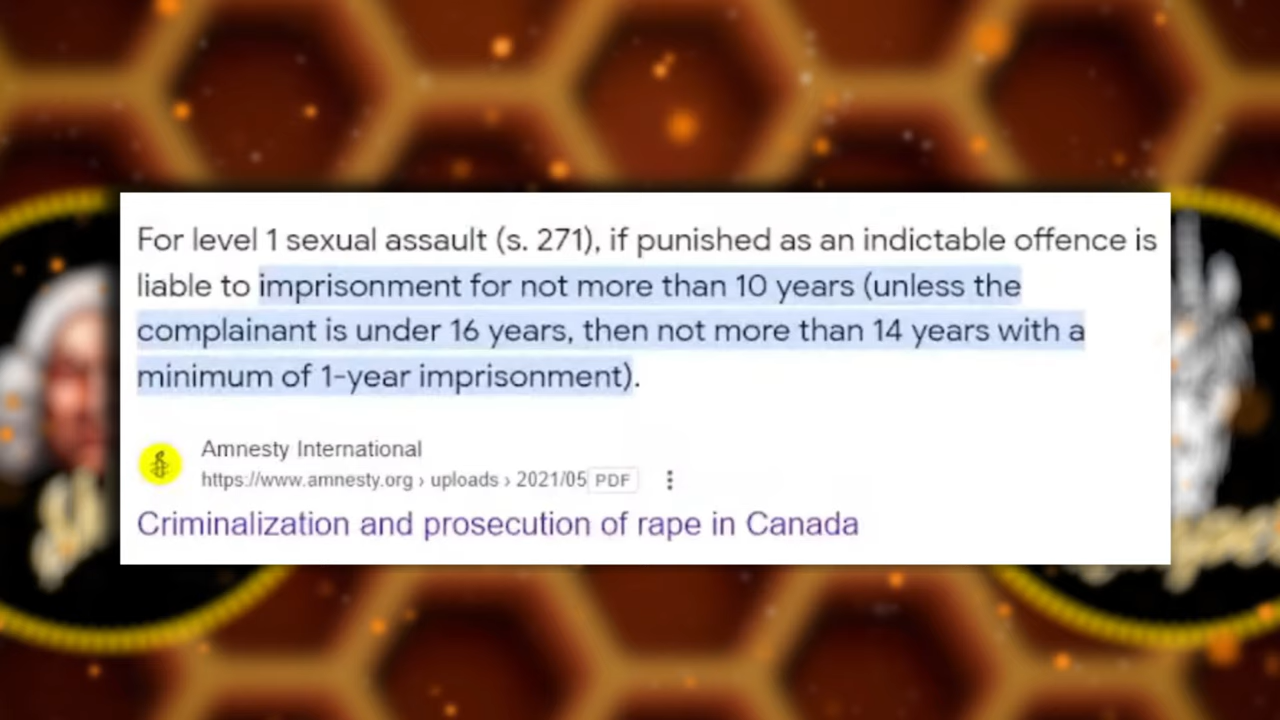 For level 1 sexual assault (s. 271), if punished as an indictable offence is
liable to imprisonment for not more than 10 years (unless the
complainant is under 16 years, then not more than 14 years with a
minimum of 1-year imprisonment).
Amnesty International
https://www.amnesty.org › uploads › 2021/05 PDF
Criminalization and prosecution of rape in Canada